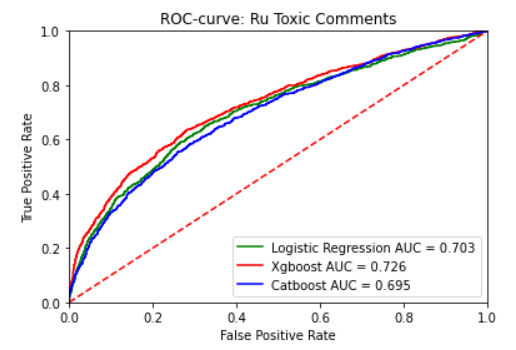 ROC-curve: Ru Toxic Comments
1.0
0.8
0.6
0.4
0.2
0.0
True Positive Rate
Logistic Regression AUC = 0.703
Xgboost AUC = 0.726
Catboost AUC = 0.695
0.0 0.2 0.4 0.6 0.8 1.0
False Positive Rate